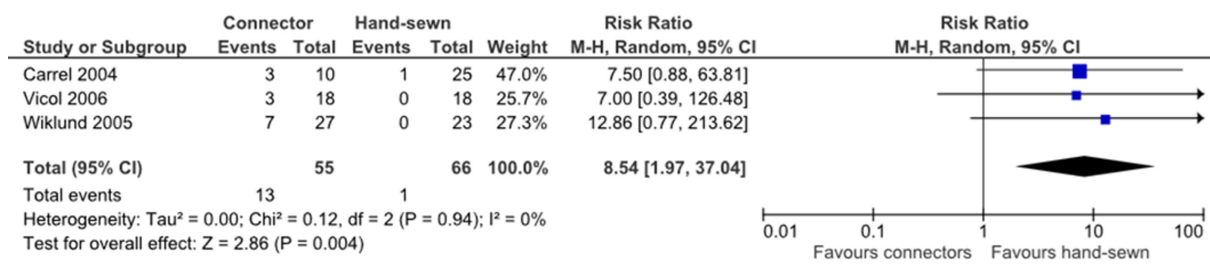 Connector Hand-sewn Risk Ratio Risk Ratio
Study or Subgroup Events Total Events Total Weight M-H, Random, 95% CI M-H, Random, 95% CI
Carrel 2004 3 10 1 25 47.0% 7.50 [0.88, 63.81]
Vicol 2006 3 18 0 18 25.7% 7.00 [0.39, 126.48]
Wiklund 2005 7 27 0 23 27.3% 12.86 [0.77, 213.62]
Total (95% CI) 55 66 100.0% 8.54 [1.97, 37.04]
Total events 13 1
Heterogeneity: Tau² = 0.00; Chi² = 0.12, df = 2 (P = 0.94); I² = 0%
Test for overall effect: Z = 2.86 (P = 0.004)
0.01 0.1 1 10 100
Favours connectors Favours hand-sewn